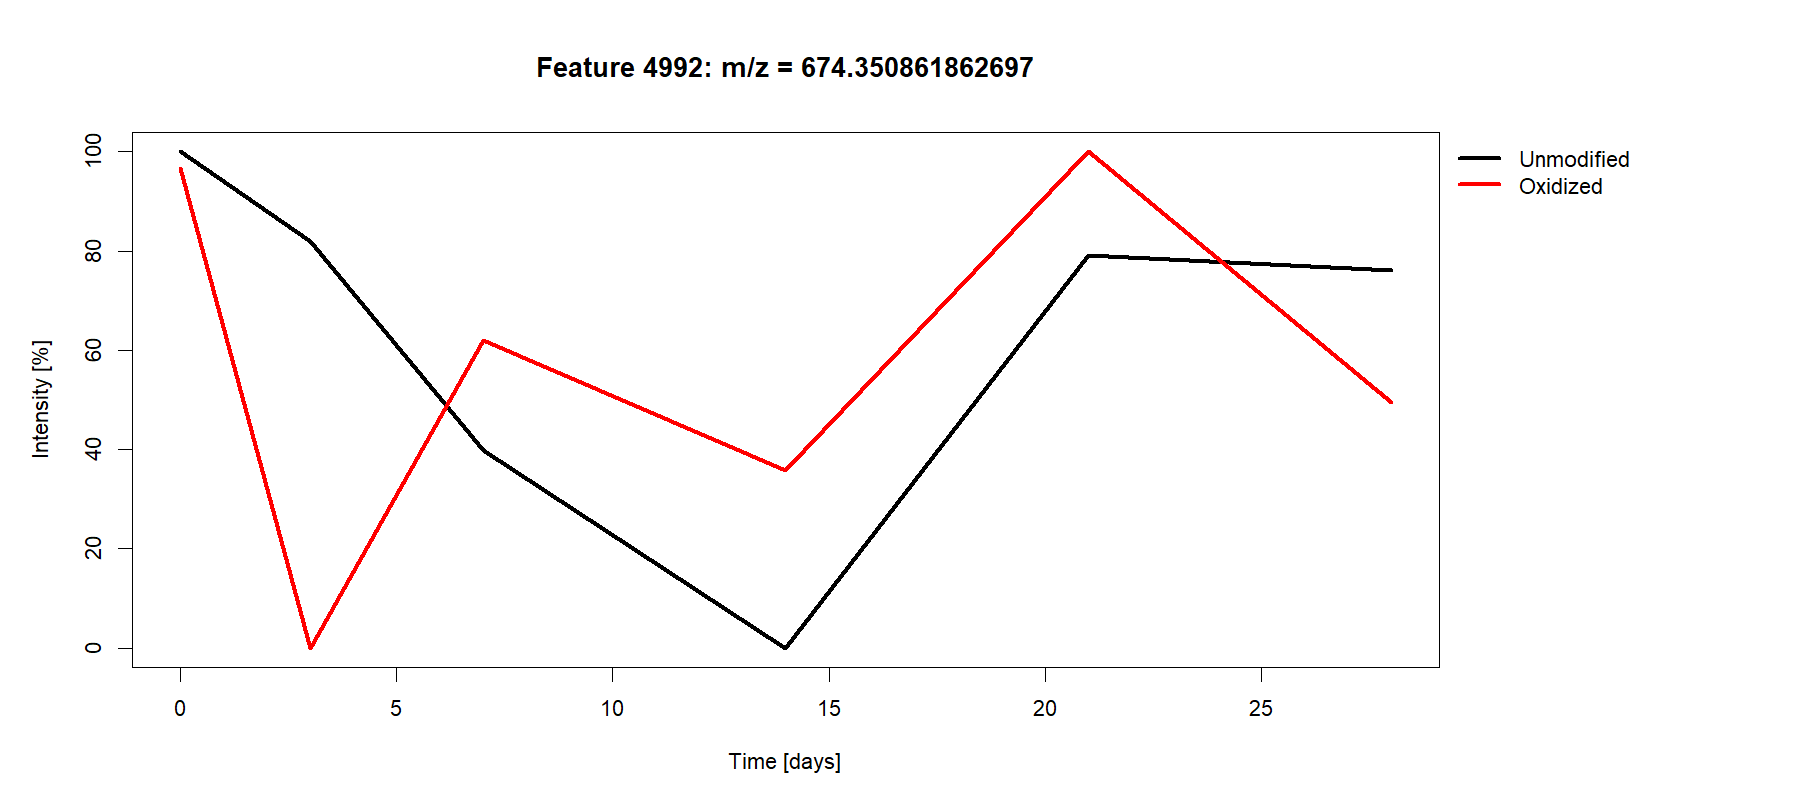 Feature 4992: m/z = 674.350861862697
Unmodified
Oxidized
Intensity [%]
100
80
60
40
20
0
0 5 10 15 20 25
Time [days]